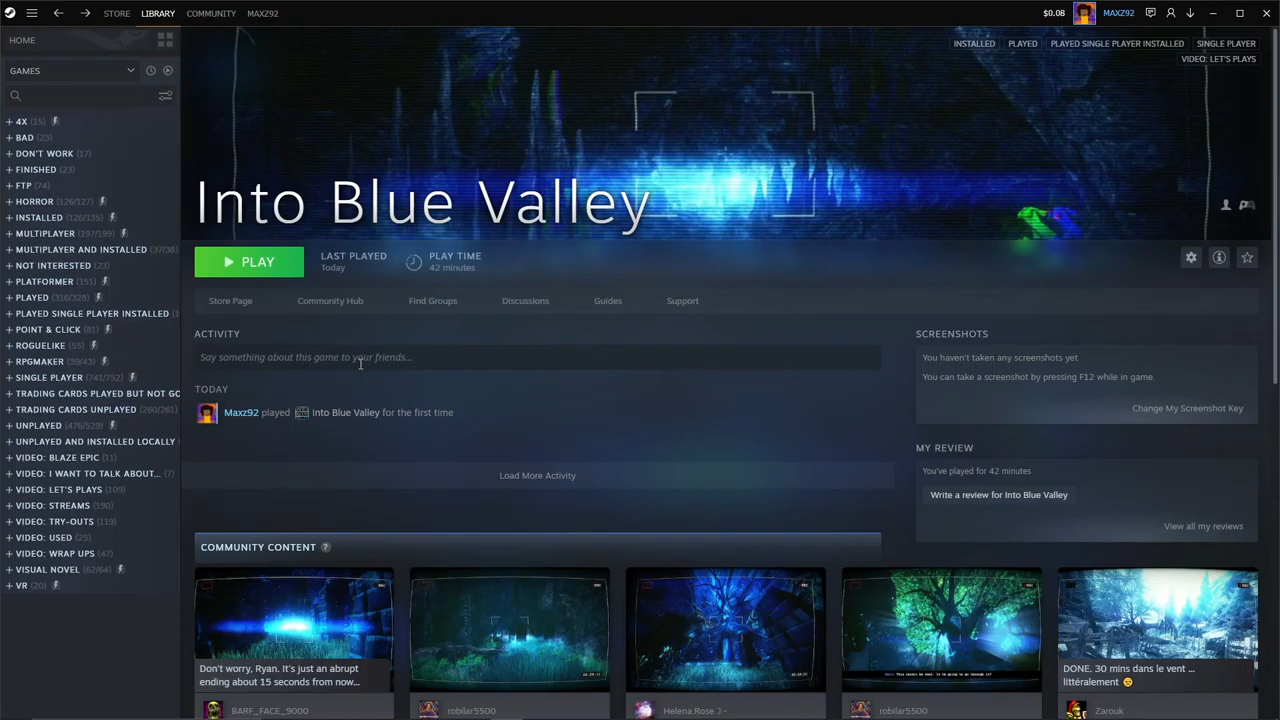 STORE LIBRARY COMMUNITY MAXZ92 $0.08 MAXZ92
HOME
GAMES
+ 4X (15)
+ BAD (23)
+ DON'T WORK (17)
+ FINISHED (23)
+ FTP (74)
+ HORROR (126/127)
+ INSTALLED (126/135)
+ MULTIPLAYER (197/199)
+ MULTIPLAYER AND INSTALLED (37/38)
+ NOT INTERESTED (23)
+ PLATFORMER (151)
+ PLAYED (316/328)
+ PLAYED SINGLE PLAYER INSTALLED (10
+ POINT & CLICK (81)
+ ROGUELIKE (55)
+ RPGMAKER (39/43)
+ SINGLE PLAYER (741/752)
+ TRADING CARDS PLAYED BUT NOT GO
+ TRADING CARDS UNPLAYED (260/261)
+ UNPLAYED (476/529)
+ UNPLAYED AND INSTALLED LOCALLY
+ VIDEO: BLAZE EPIC (11)
+ VIDEO: I WANT TO TALK ABOUT... (7)
+ VIDEO: LET'S PLAYS (109)
+ VIDEO: STREAMS (190)
+ VIDEO: TRY-OUTS (119)
+ VIDEO: USED (25)
+ VIDEO: WRAP UPS (47)
+ VISUAL NOVEL (62/64)
+ VR (20)
INSTALLED PLAYED PLAYED SINGLE PLAYER INSTALLED SINGLE PLAYER
VIDEO: LET'S PLAYS
Into Blue Valley
PLAY
LAST PLAYED
Today
PLAY TIME
42 minutes
Store Page Community Hub Find Groups Discussions Guides Support
ACTIVITY
Say something about this game to your friends...
TODAY
Maxz92 played Into Blue Valley for the first time
Load More Activity
SCREENSHOTS
You haven't taken any screenshots yet
You can take a screenshot by pressing F12 while in game.
Change My Screenshot Key
MY REVIEW
You've played for 42 minutes
Write a review for Into Blue Valley
View all my reviews
COMMUNITY CONTENT ?
Don't worry, Ryan. It's just an abrupt
ending about 15 seconds from now...
BARF_FACE_9000
robilar5500
Helena.Rose ☽ -
robilar5500
DONE. 30 mins dans le vent ...
littéralement 😔
Zarouk